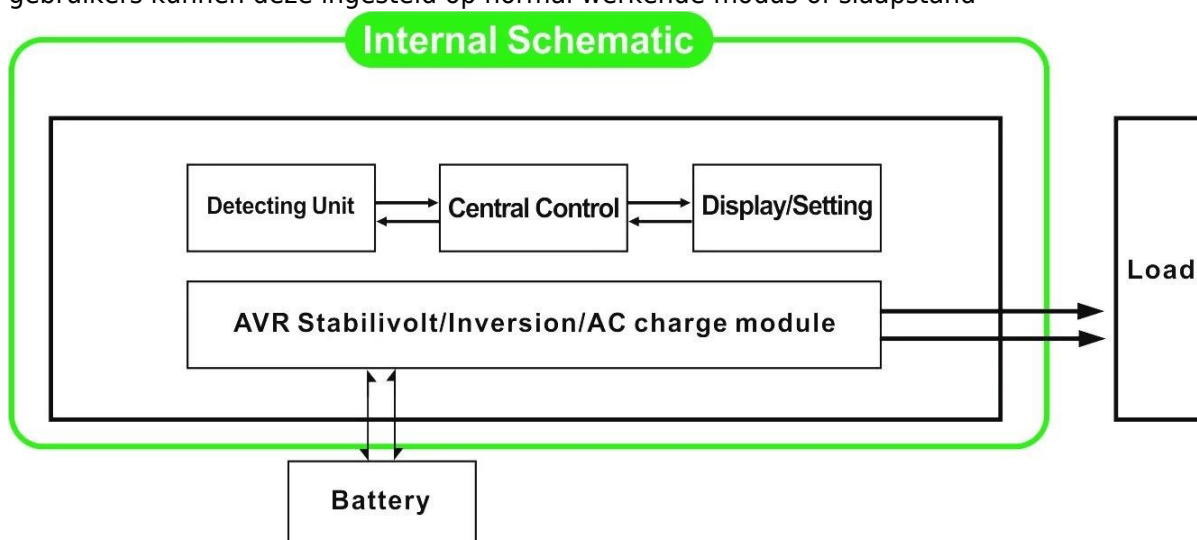 gebruikers kunnen deze ingesteld op normal werkende modus of slaapstand
Internal Schematic
Detecting Unit
Central Control
Display/Setting
Load
AVR Stabilivolt/Inversion/AC charge module
Battery